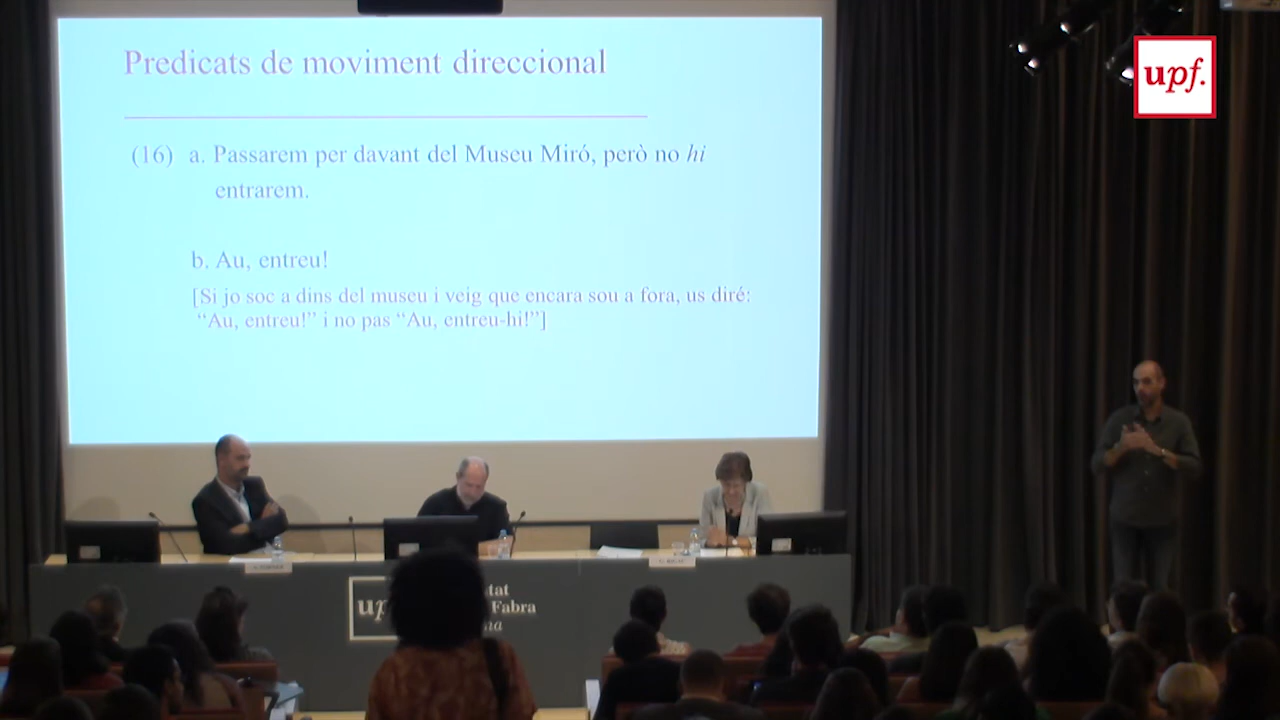 Predicats de moviment direccional
(16) a. Passarem per davant del Museu Miró, però no hi
entrarem.
b. Au, entreu!
[Si jo soc a dins del museu i veig que encara sou a fora, us diré:
“Au, entreu!” i no pas “Au, entreu-hi!”]
upf.
Fabra